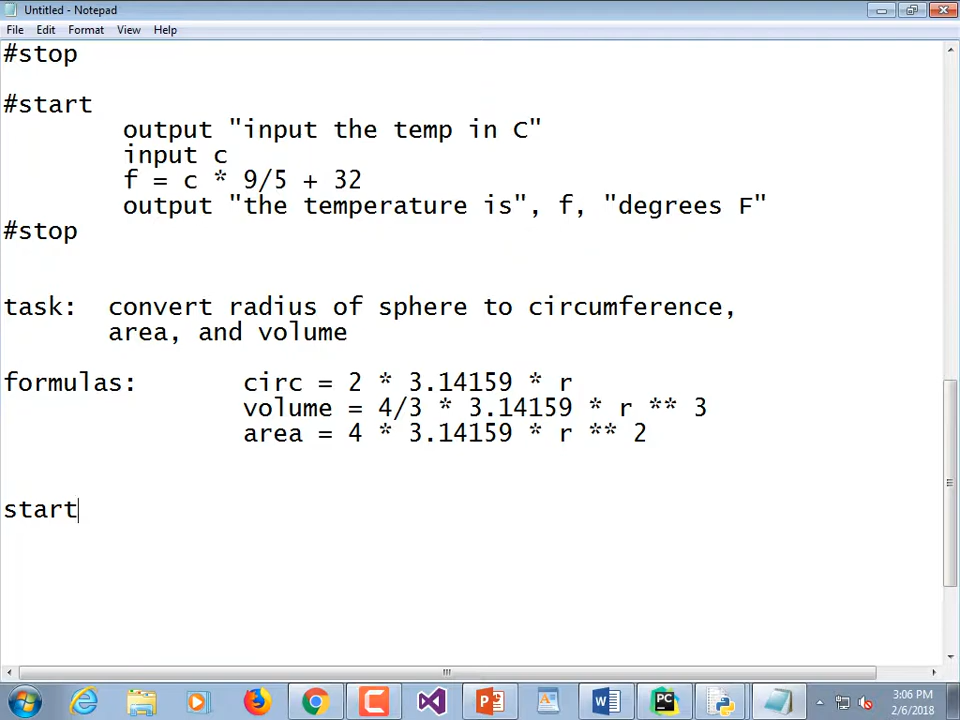 Untitled - Notepad
File Edit Format View Help
#stop
#start
output "input the temp in C"
input c
f = c * 9/5 + 32
output "the temperature is", f, "degrees F"
#stop
task: convert radius of sphere to circumference,
area, and volume
formulas: circ = 2 * 3.14159 * r
volume = 4/3 * 3.14159 * r ** 3
area = 4 * 3.14159 * r ** 2
start
PC
3:06 PM
2/6/2018